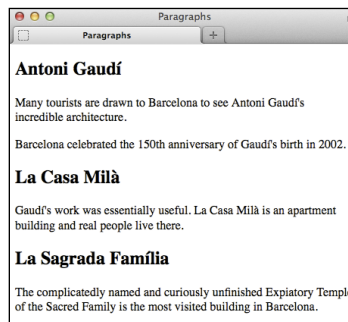 Paragraphs
Paragraphs
Antoni Gaudí
Many tourists are drawn to Barcelona to see Antoni Gaudí's
incredible architecture.
Barcelona celebrated the 150th anniversary of Gaudí's birth in 2002.
La Casa Milà
Gaudí's work was essentially useful. La Casa Milà is an apartment
building and real people live there.
La Sagrada Família
The complicatedly named and curiously unfinished Expiatory
of the Sacred Family is the most visited building in Barcelona.